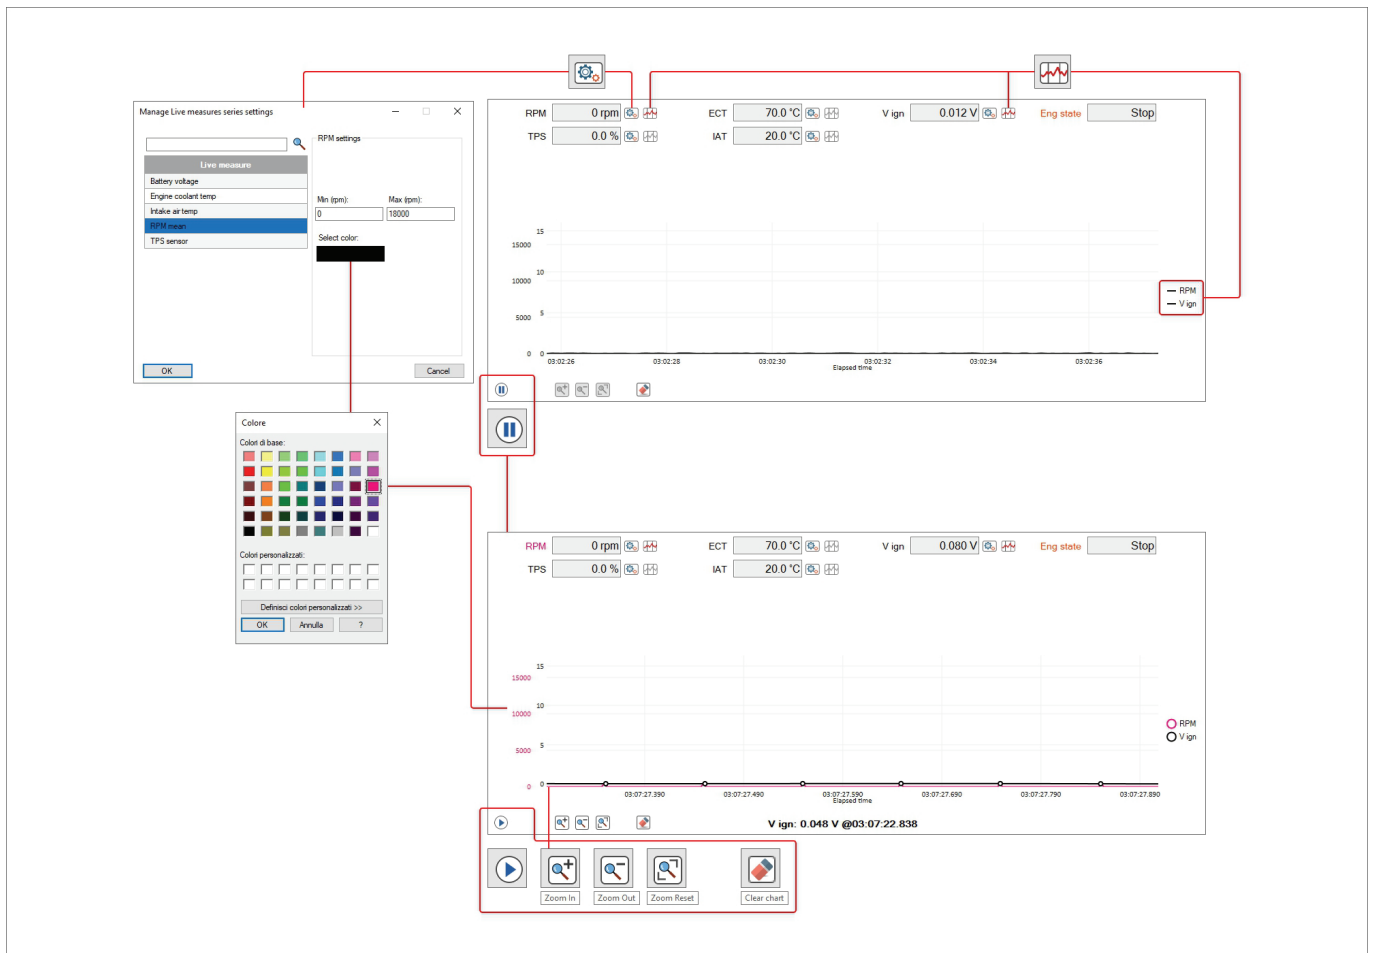 Manage Live measures series settings
RPM settings
Live measure
Battery voltage
Engine coolant temp
Intake air temp
RPM mean
TPS sensor
Min (rpm):
Max (rpm):
0
18000
Select color:
OK
Cancel
RPM 0 rpm ECT 70.0 °C V ign 0.012 V Eng state Stop
TPS 0.0 % IAT 20.0 °C
15
15000
10
10000
5
5000
0 0
03:02:26 03:02:28 03:02:30 03:02:32 03:02:34 03:02:36
Elapsed time
RPM
V ign
Colore
Colori di base:
Colori personalizzati:
Definisci colori personalizzati >>
OK Annulla ?
RPM 0 rpm ECT 70.0 °C V ign 0.080 V Eng state Stop
TPS 0.0 % IAT 20.0 °C
15
15000
10
10000
5
5000
0 0
03:07:27.390 03:07:27.490 03:07:27.590 03:07:27.690 03:07:27.790 03:07:27.890
Elapsed time
RPM
V ign
V ign: 0.048 V @03:07:22.838
Zoom In Zoom Out Zoom Reset Clear chart